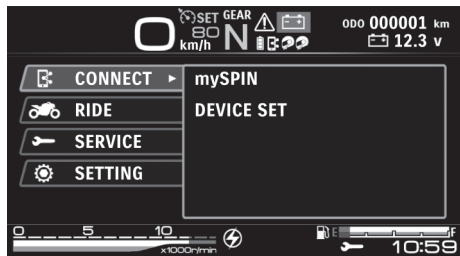 SET GEAR
0 80 km/h N
ODO 000001 km
12.3 V
CONNECT
mySPIN
DEVICE SET
RIDE
SERVICE
SETTING
0 5 10
x1000r/min
E F
10:59